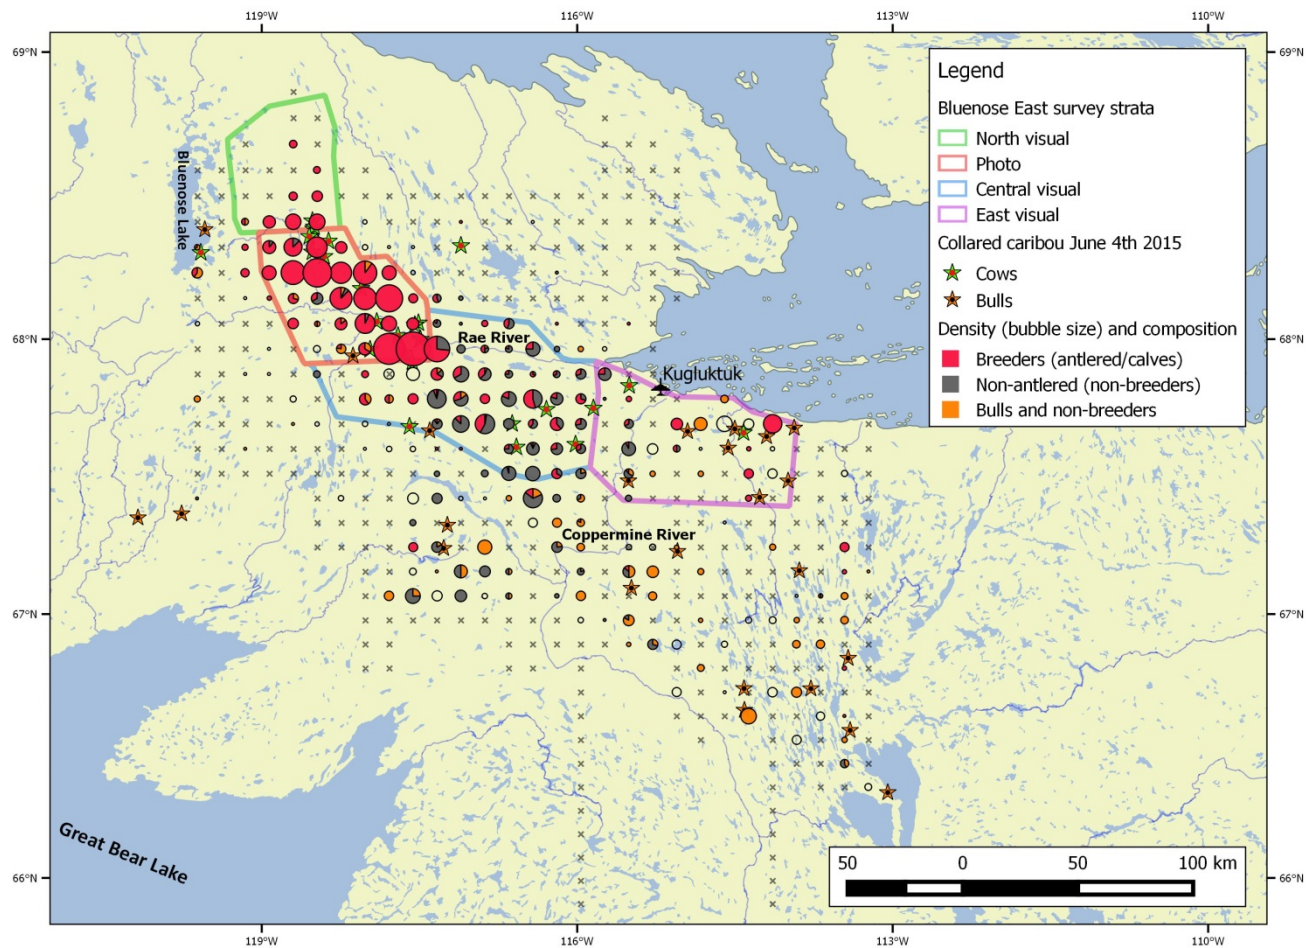 119°W 116°W 113°W 110°W
69°N 69°N
Legend
Bluenose East survey strata
North visual
Photo
Central visual
East visual
Collared caribou June 4th 2015
Cows
Bulls
Density (bubble size) and composition
Breeders (antlered/calves)
Non-antlered (non-breeders)
Bulls and non-breeders
Bluenose Lake
68°N 68°N
Rae River
Kugluktuk
Coppermine River
67°N 67°N
Great Bear Lake
50 0 50 100 km
66°N 66°N
119°W 116°W 113°W 110°W